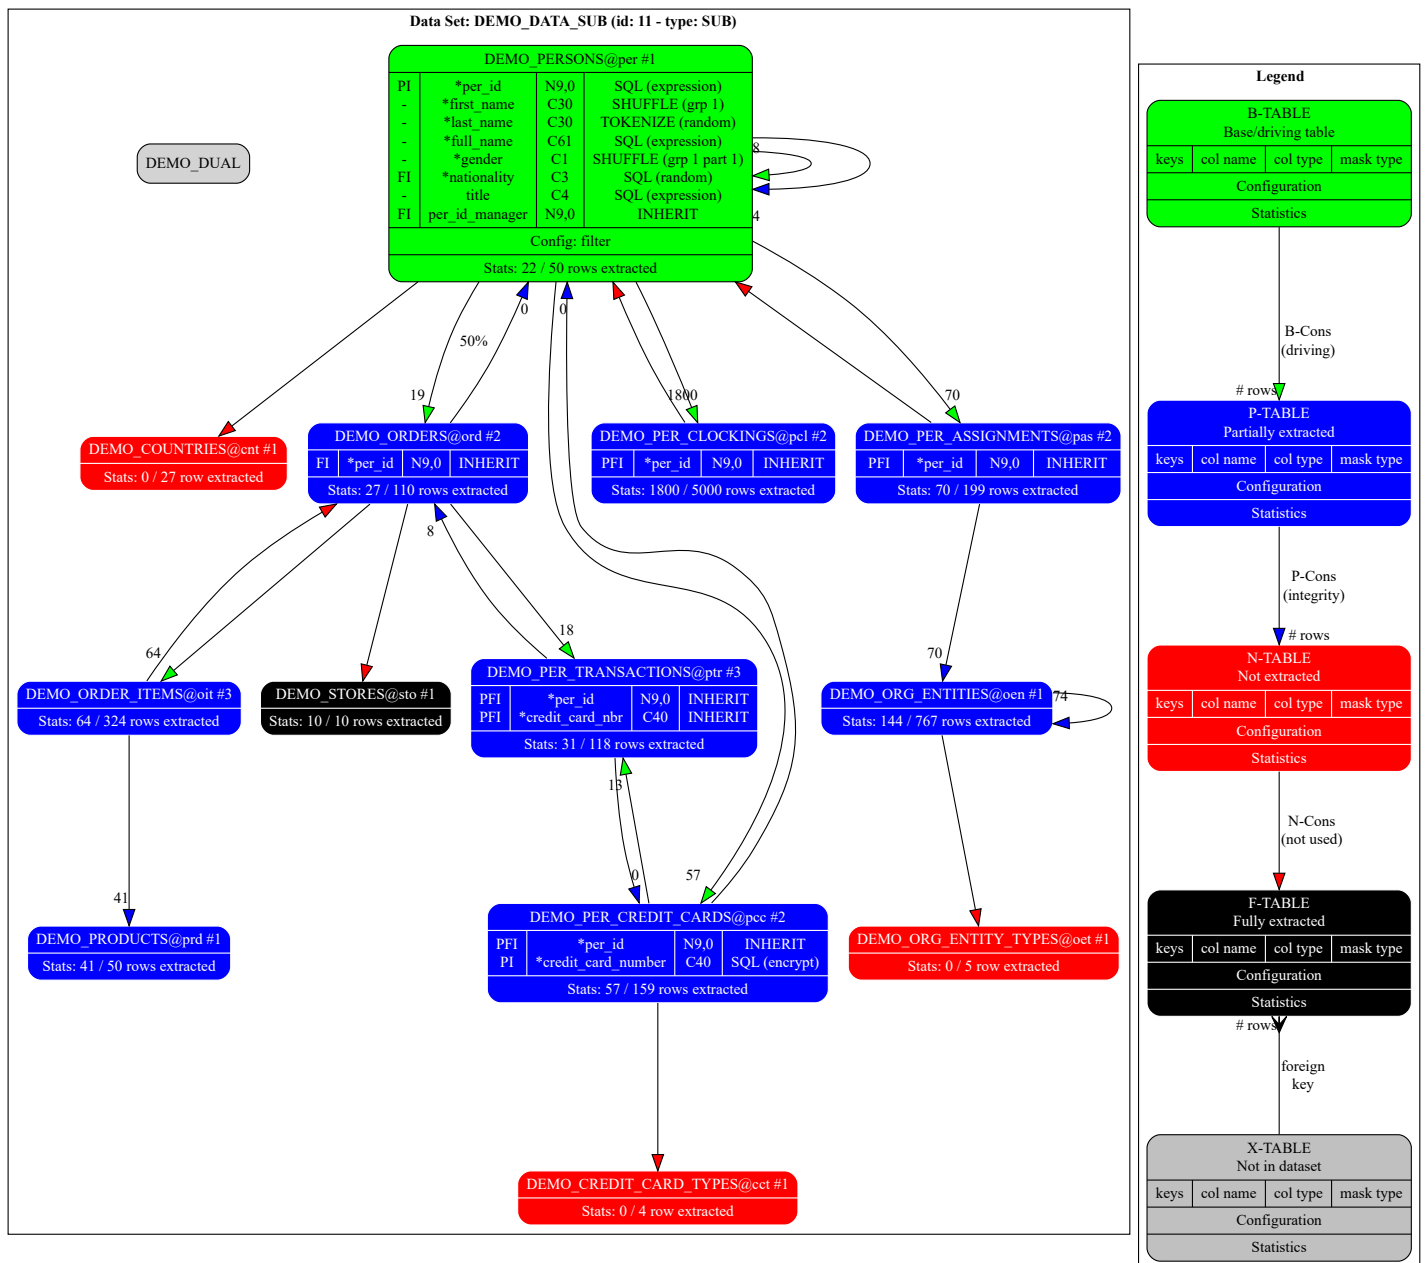 Data Set: DEMO_DATA_SUB (id: 11 - type: SUB)
DEMO_PERSONS@per #1
PI *per_id N9,0 SQL (expression)
- *first_name C30 SHUFFLE (grp 1)
- *last_name C30 TOKENIZE (random)
- *full_name C61 SQL (expression)
- *gender C1 SHUFFLE (grp 1 part 1)
FI *nationality C3 SQL (random)
- title C4 SQL (expression)
FI per_id_manager N9,0 INHERIT
Config: filter
Stats: 22 / 50 rows extracted
DEMO_DUAL
8
4
0
0
50%
19
1800
70
DEMO_COUNTRIES@cnt #1
Stats: 0 / 27 row extracted
DEMO_ORDERS@ord #2
FI *per_id N9,0 INHERIT
Stats: 27 / 110 rows extracted
DEMO_PER_CLOCKINGS@pcl #2
PFI *per_id N9,0 INHERIT
Stats: 1800 / 5000 rows extracted
DEMO_PER_ASSIGNMENTS@pas #2
PFI *per_id N9,0 INHERIT
Stats: 70 / 199 rows extracted
8
64
18
70
DEMO_ORDER_ITEMS@oit #3
Stats: 64 / 324 rows extracted
DEMO_STORES@sto #1
Stats: 10 / 10 rows extracted
DEMO_PER_TRANSACTIONS@ptr #3
PFI *per_id N9,0 INHERIT
PFI *credit_card_nbr C40 INHERIT
Stats: 31 / 118 rows extracted
DEMO_ORG_ENTITIES@oen #1
Stats: 144 / 767 rows extracted
74
13
0
57
41
DEMO_PRODUCTS@prd #1
Stats: 41 / 50 rows extracted
DEMO_PER_CREDIT_CARDS@pcc #2
PFI *per_id N9,0 INHERIT
PI *credit_card_number C40 SQL (encrypt)
Stats: 57 / 159 rows extracted
DEMO_ORG_ENTITY_TYPES@oet #1
Stats: 0 / 5 row extracted
DEMO_CREDIT_CARD_TYPES@cct #1
Stats: 0 / 4 row extracted
Legend
B-TABLE
Base/driving table
keys col name col type mask type
Configuration
Statistics
B-Cons
(driving)
# rows
P-TABLE
Partially extracted
keys col name col type mask type
Configuration
Statistics
P-Cons
(integrity)
# rows
N-TABLE
Not extracted
keys col name col type mask type
Configuration
Statistics
N-Cons
(not used)
F-TABLE
Fully extracted
keys col name col type mask type
Configuration
Statistics
# rows
foreign
key
X-TABLE
Not in dataset
keys col name col type mask type
Configuration
Statistics